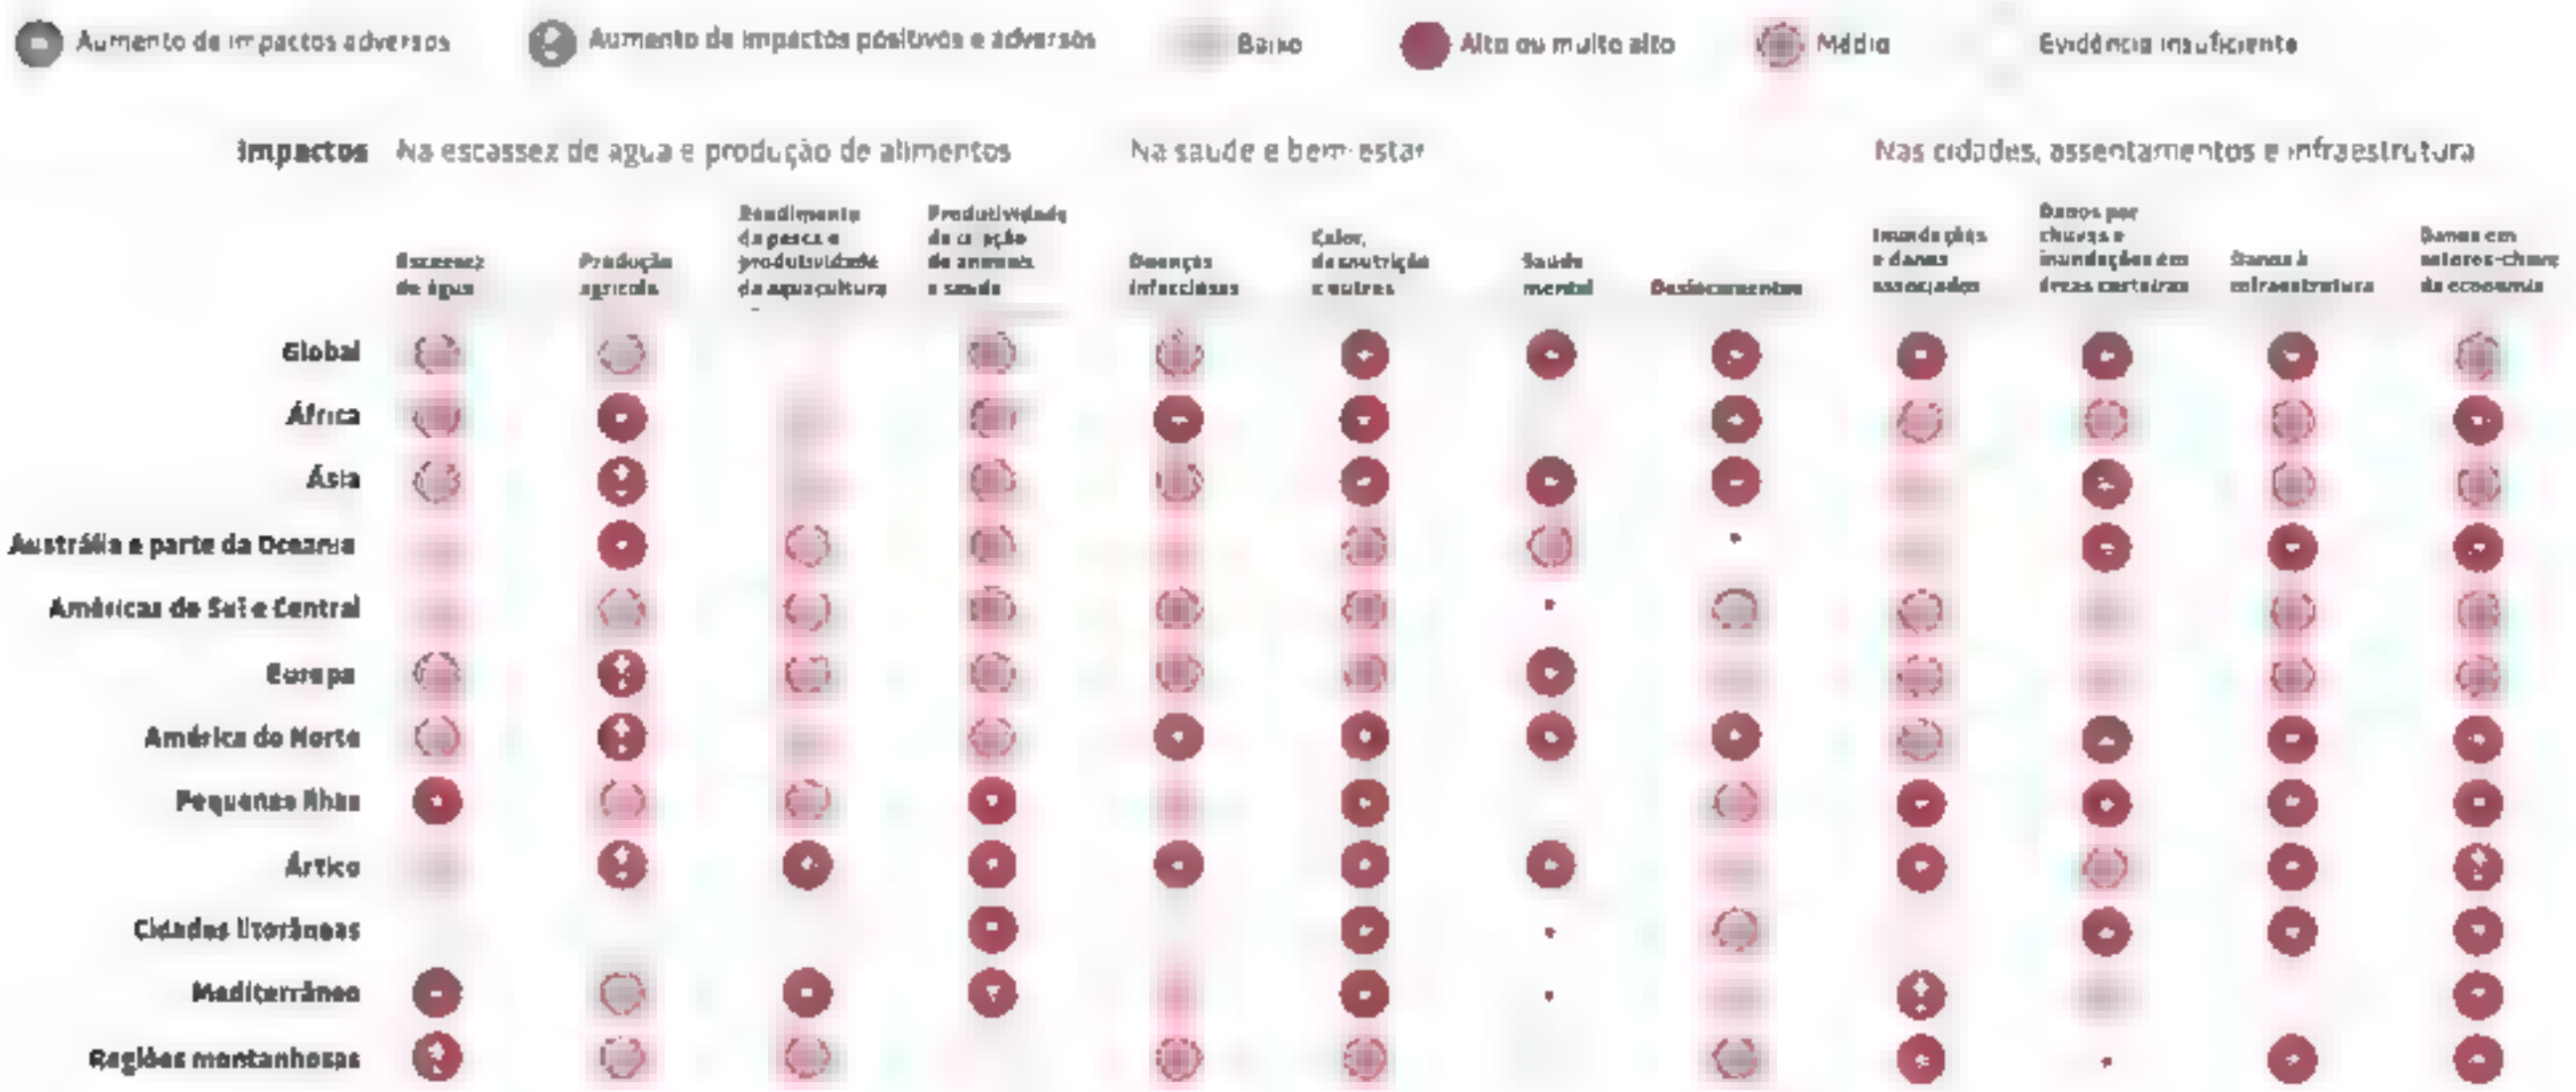 Aumento de impactos adversos
Aumento de impactos positivos e adversos
Baixo
Alto ou muito alto
Médio
Evidência insuficiente
Impactos
Na escassez de água e produção de alimentos
Na saúde e bem-estar
Nas cidades, assentamentos e infraestrutura
Escassez
de água
Produção
agrícola
Rendimento
da pesca e
produtividade
da aquacultura
Produtividade
da criação
de animais
e saúde
Doenças
infecciosas
Calor,
desnutrição
e outros
Saúde
mental
Deslocamentos
Inundações
e danos
associados
Danos por
chuvas e
inundações em
áreas costeiras
Danos à
infraestrutura
Danos em
setores-chave
da economia
Global
África
Ásia
Austrália e parte da Oceania
Américas do Sul e Central
Europa
América do Norte
Pequenas Ilhas
Ártico
Cidades litorâneas
Mediterrâneo
Regiões montanhosas